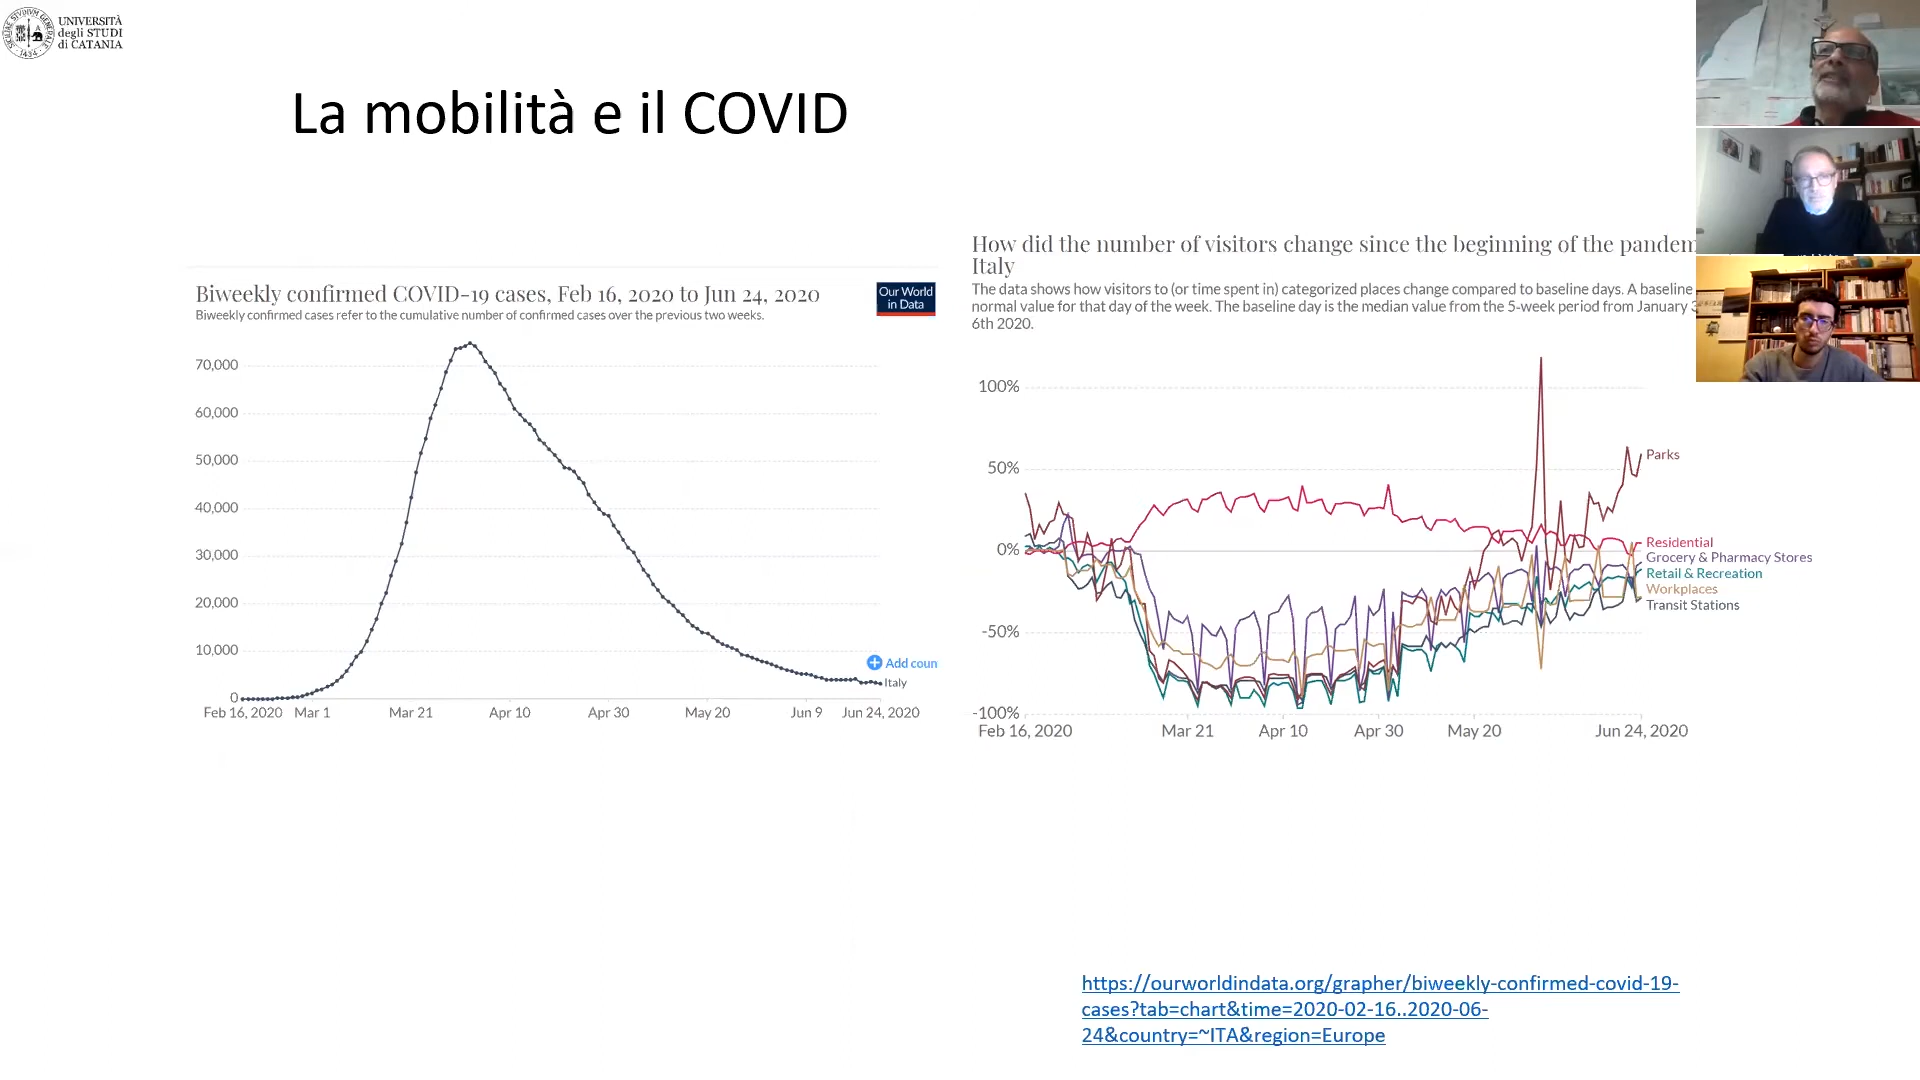 UNIVERSITÀ
degli STUDI
di CATANIA
La mobilità e il COVID
Biweekly confirmed COVID-19 cases, Feb 16, 2020 to Jun 24, 2020
Biweekly confirmed cases refer to the cumulative number of confirmed cases over the previous two weeks.
Our World
in Data
70,000
60,000
50,000
40,000
30,000
20,000
10,000
0
Add coun
Italy
Feb 16, 2020 Mar 1 Mar 21 Apr 10 Apr 30 May 20 Jun 9 Jun 24, 2020
How did the number of visitors change since the beginning of the pandem
Italy
The data shows how visitors to (or time spent in) categorized places change compared to baseline days. A baseline
normal value for that day of the week. The baseline day is the median value from the 5-week period from January
6th 2020.
100%
50%
0%
-50%
-100%
Parks
Residential
Grocery & Pharmacy Stores
Retail & Recreation
Workplaces
Transit Stations
Feb 16, 2020 Mar 21 Apr 10 Apr 30 May 20 Jun 24, 2020
https://ourworldindata.org/grapher/biweekly-confirmed-covid-19-
cases?tab=chart&time=2020-02-16..2020-06-
24&country=~ITA&region=Europe